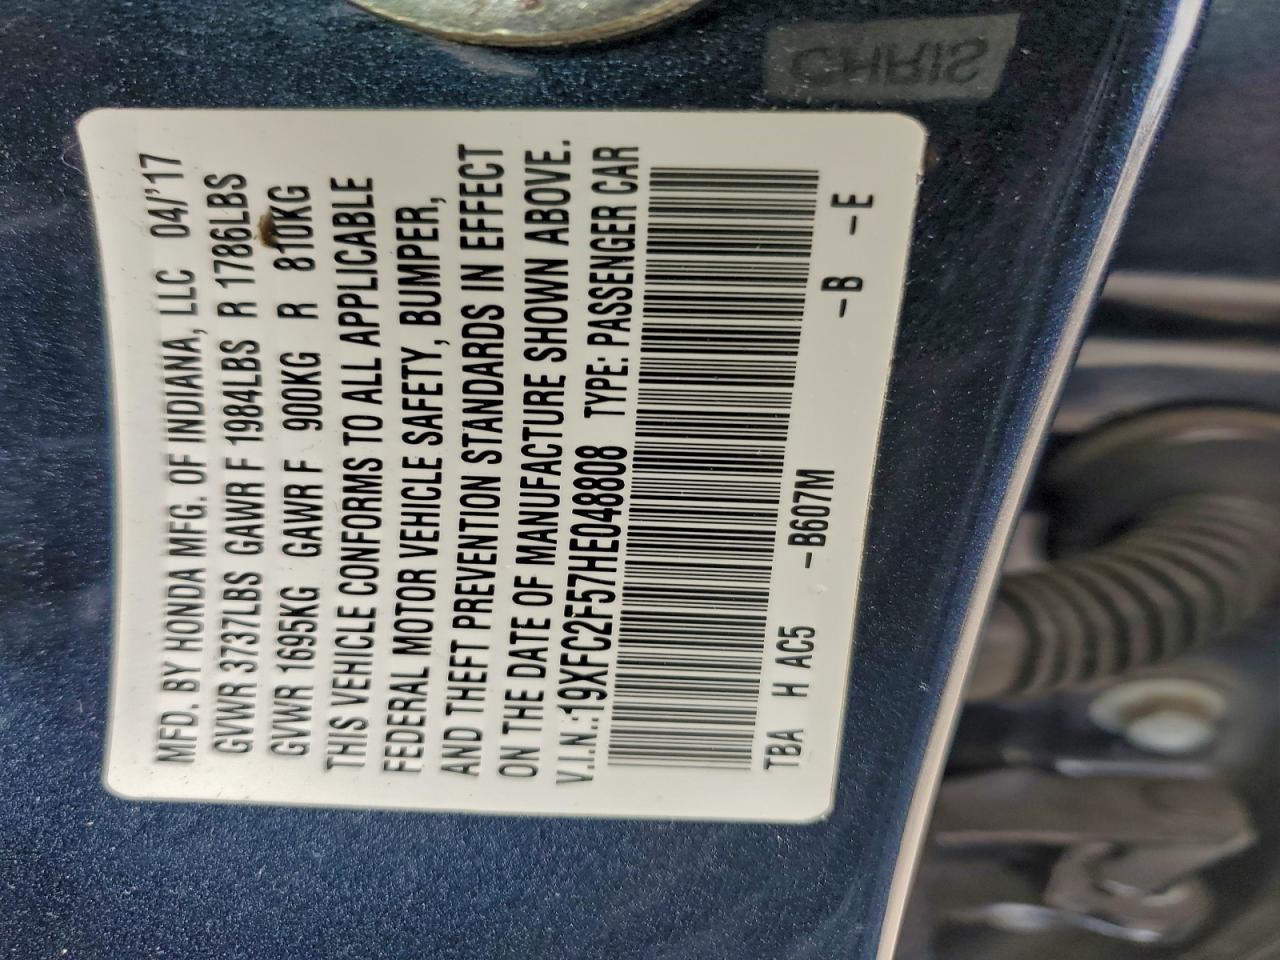 CHRIS
MFD. BY HONDA MFG. OF INDIANA, LLC 04/'17
GVWR 3737LBS GAWR F 1984LBS R 1786LBS
GVWR 1695KG GAWR F 900KG R 810KG
THIS VEHICLE CONFORMS TO ALL APPLICABLE
FEDERAL MOTOR VEHICLE SAFETY, BUMPER,
AND THEFT PREVENTION STANDARDS IN EFFECT
ON THE DATE OF MANUFACTURE SHOWN ABOVE.
V.I.N.:19XFC2F57HE048808 TYPE: PASSENGER CAR
TBA H AC5 -B607M -B -E